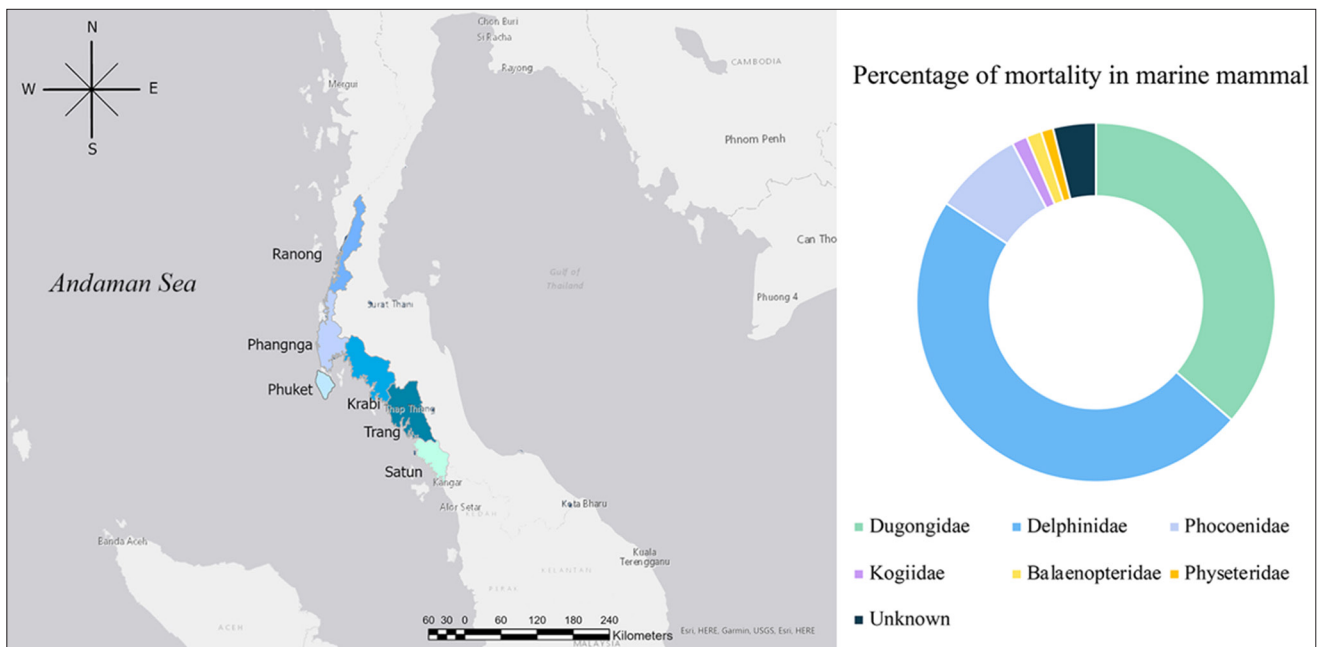 N
W
E
S
Andaman Sea
Chon Buri
Si Racha
Rayong
CAMBODIA
Mergui
Phnom Penh
Can Tho
Phuong 4
Gulf of
Thailand
Ranong
Surat Thani
Phangnga
Phuket
Krabi
Thap Thiang
Trang
Satun
Kangar
Alor Setar
KEDAH
Kota Bharu
Kuala
Terengganu
KELANTAN
PERAK
Banda Aceh
ACEH
MALAYSIA
60 30 0 60 120 180 240
Kilometers
Esri, HERE, Garmin, USGS, Esri, HERE
Percentage of mortality in marine mammal
Dugongidae Delphinidae Phocoenidae
Kogiidae Balaenopteridae Physeteridae
Unknown